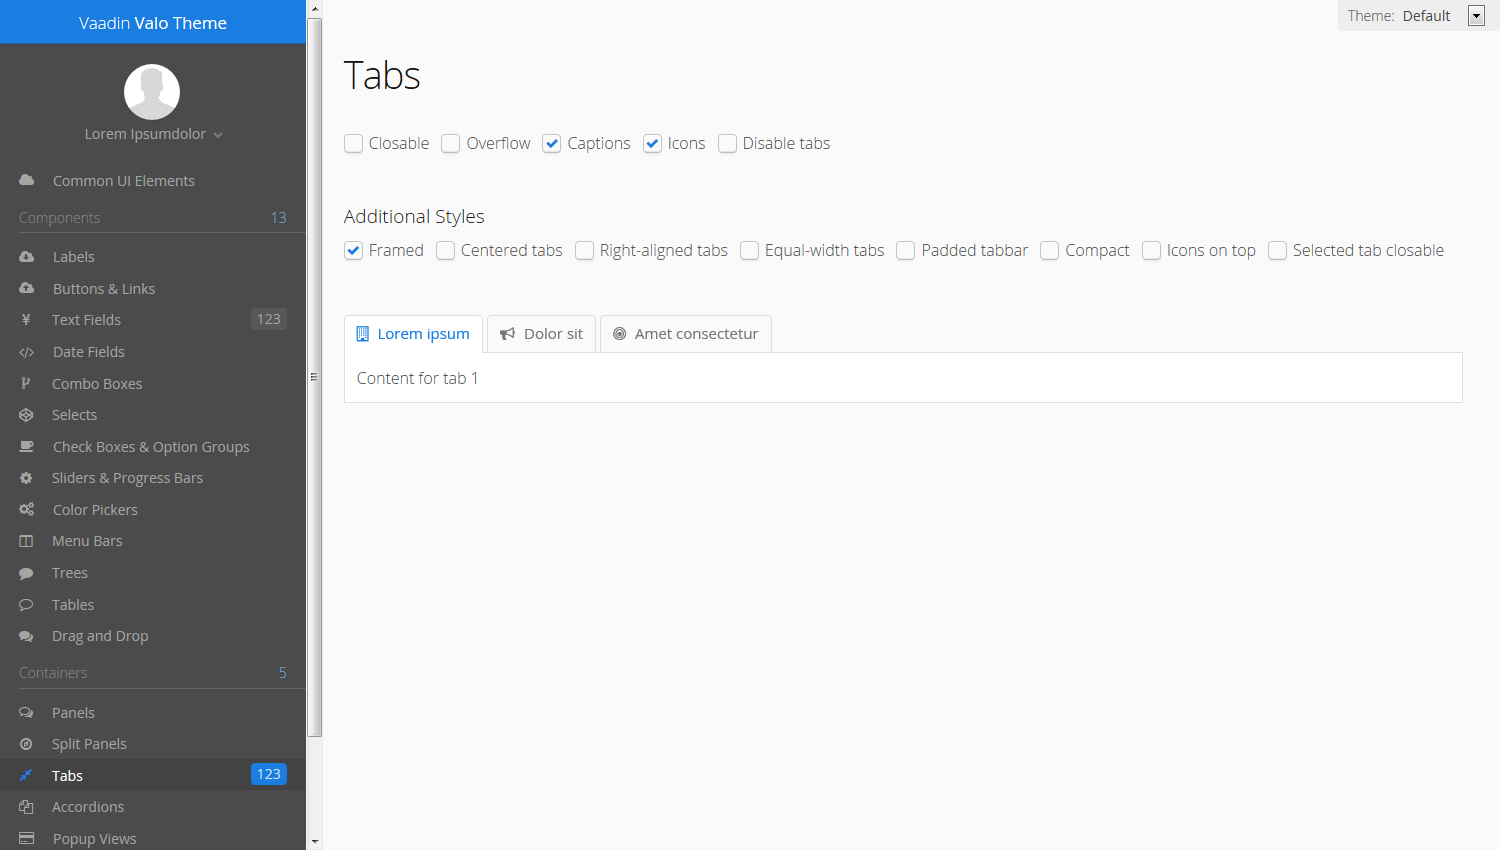 Vaadin Valo Theme
Lorem Ipsumdolor
Common UI Elements
Components 13
Labels
Buttons & Links
Text Fields 123
Date Fields
Combo Boxes
Selects
Check Boxes & Option Groups
Sliders & Progress Bars
Color Pickers
Menu Bars
Trees
Tables
Drag and Drop
Containers 5
Panels
Split Panels
Tabs 123
Accordions
Popup Views
Theme: Default
Tabs
Closable Overflow Captions Icons Disable tabs
Additional Styles
Framed Centered tabs Right-aligned tabs Equal-width tabs Padded tabbar Compact Icons on top Selected tab closable
Lorem ipsum Dolor sit Amet consectetur
Content for tab 1